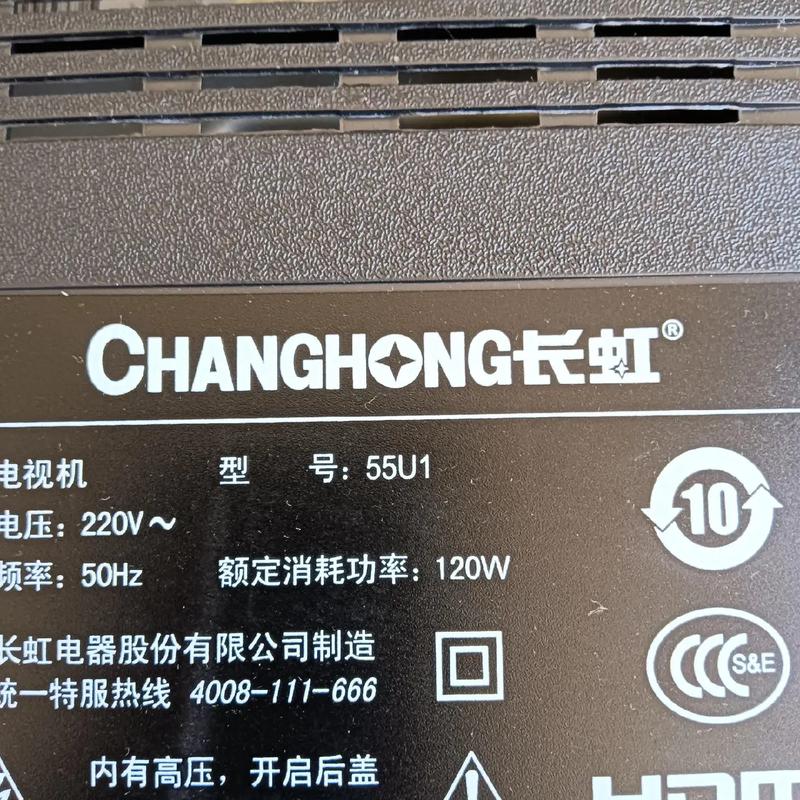 CHANGHONG长虹®
电视机 型 号: 55U1
10
电压: 220V~
频率: 50Hz 额定消耗功率: 120W
长虹电器股份有限公司制造
CCC S&E
统一特服热线 4008-111-666
内有高压，开启后盖